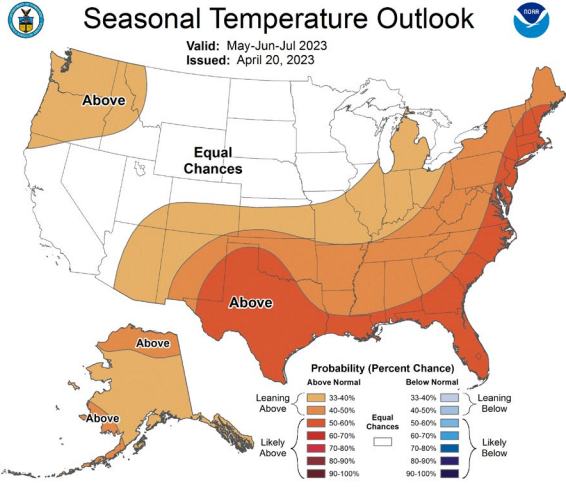 Seasonal Temperature Outlook
NOAA
Valid: May-Jun-Jul 2023
Issued: April 20, 2023
Above
Equal
Chances
Above
Above
Above
Probability (Percent Chance)
Above Normal
Below Normal
Leaning
Above
33-40%
40-50%
Likely
Above
50-60%
60-70%
70-80%
80-90%
90-100%
Equal
Chances
33-40%
40-50%
Leaning
Below
50-60%
60-70%
70-80%
80-90%
90-100%
Likely
Below